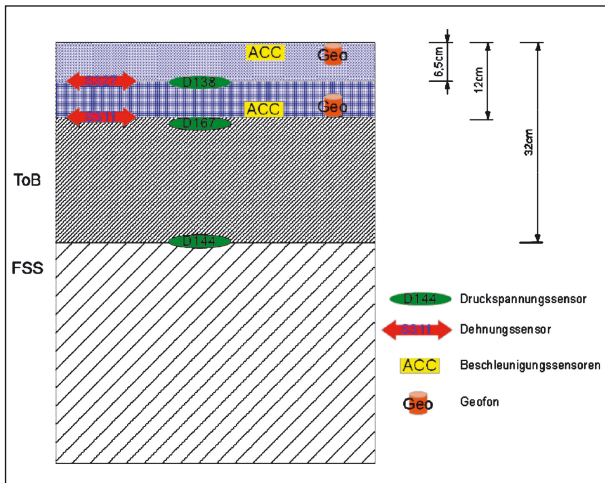 ACC
Geo
6,5cm
12cm
32cm
D138
ACC
Geo
D167
ToB
D144
FSS
D144 Druckspannungssensor
SS11 Dehnungssensor
ACC Beschleunigungssensoren
Geo Geofon